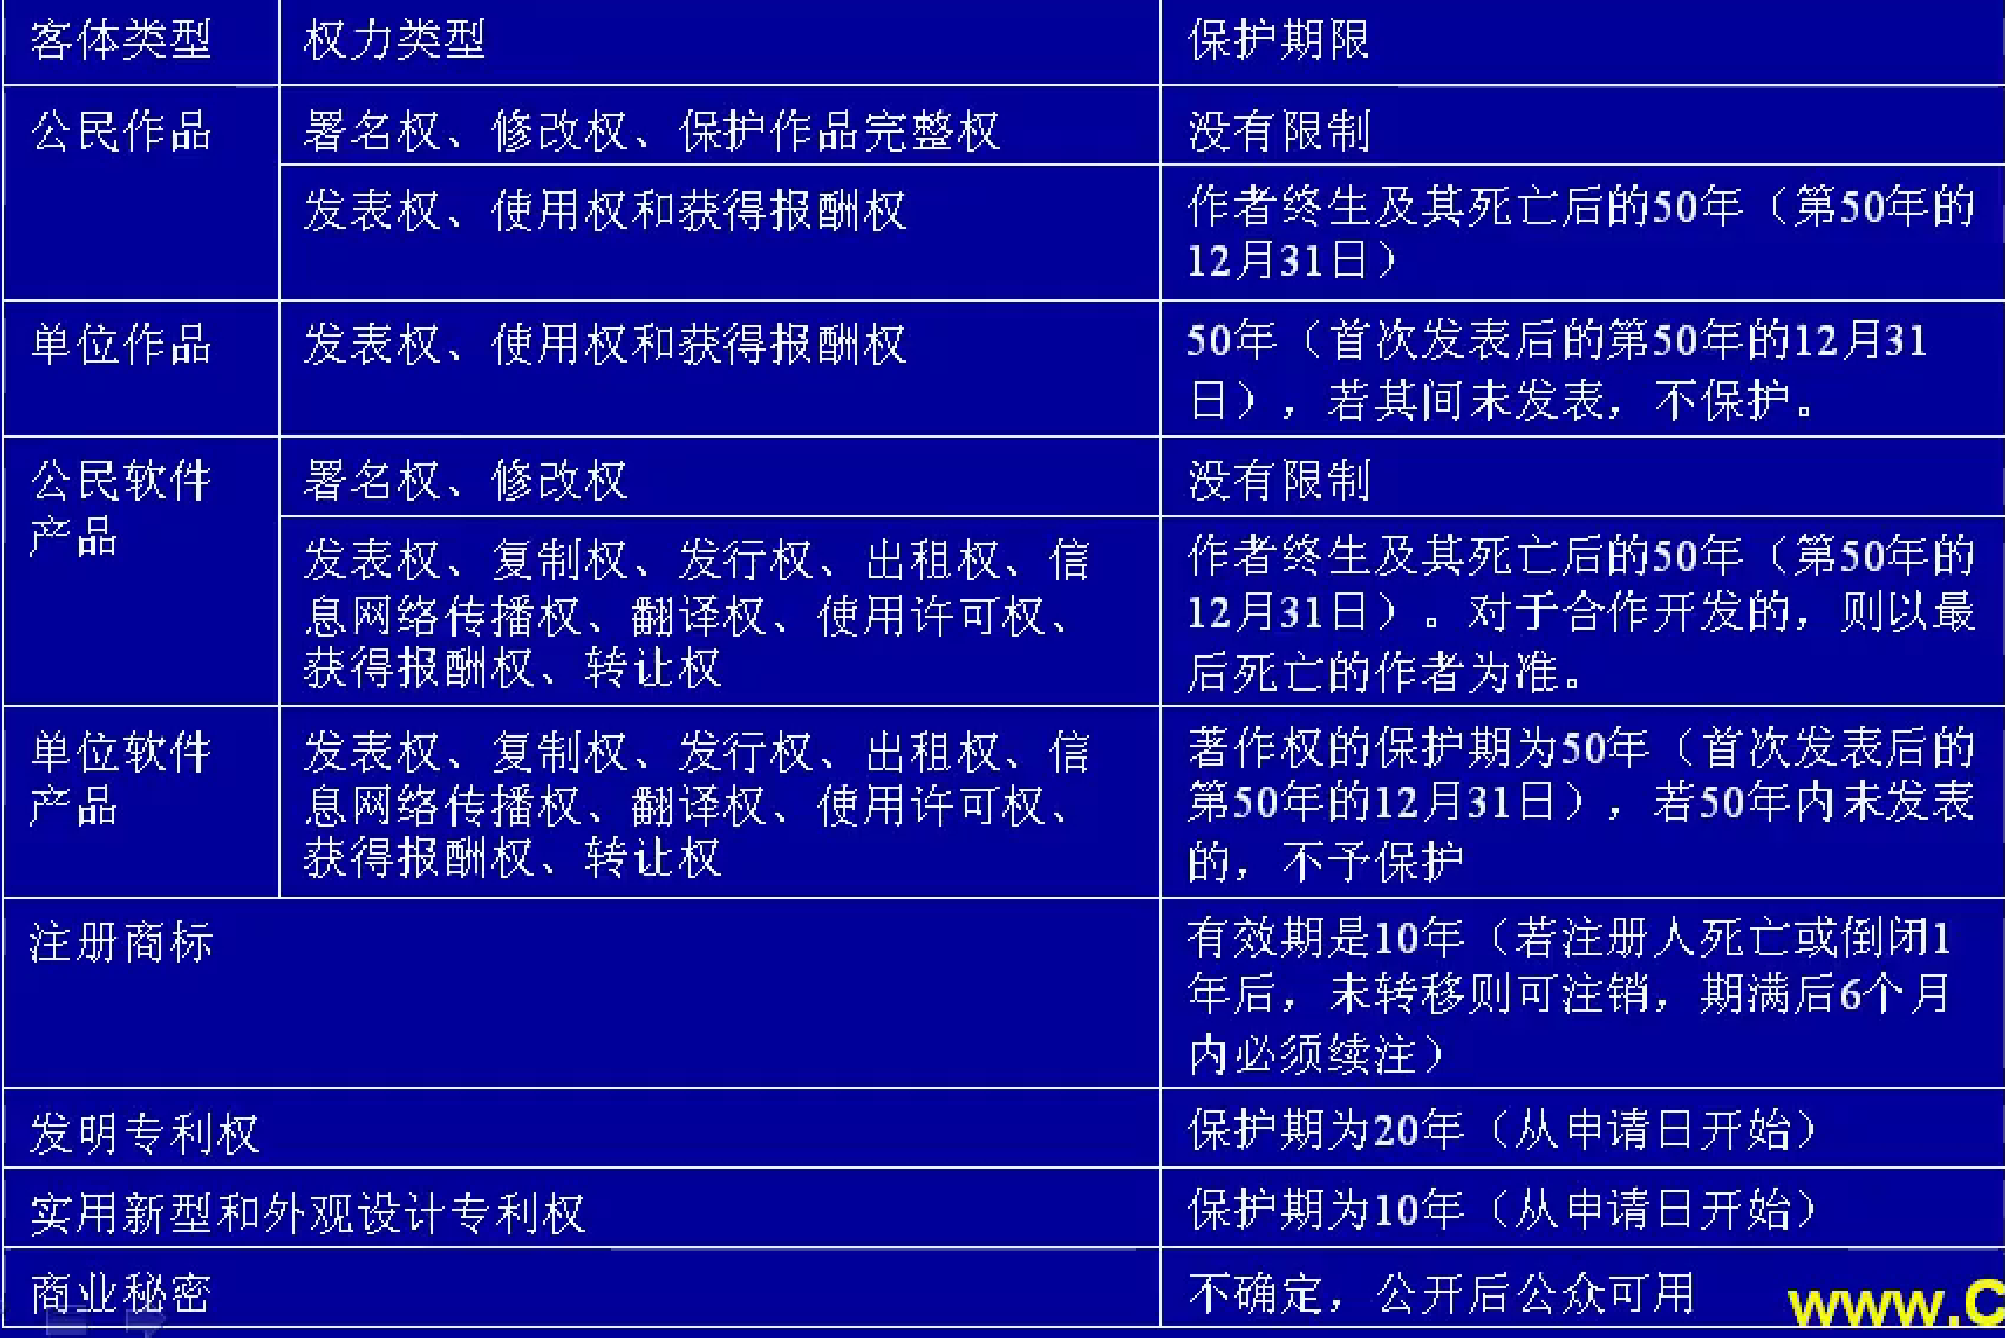 客体类型
权力类型
保护期限
公民作品
署名权、修改权、保护作品完整权
没有限制
发表权、使用权和获得报酬权
作者终生及其死亡后的50年（第50年的
12月31日）
单位作品
发表权、使用权和获得报酬权
50年（首次发表后的第50年的12月31
日），若其间未发表，不保护。
公民软件
产品
署名权、修改权
没有限制
发表权、复制权、发行权、出租权、信
息网络传播权、翻译权、使用许可权、
获得报酬权、转让权
作者终生及其死亡后的50年（第50年的
12月31日）。对于合作开发的，则以最
后死亡的作者为准。
单位软件
产品
发表权、复制权、发行权、出租权、信
息网络传播权、翻译权、使用许可权、
获得报酬权、转让权
著作权的保护期为50年（首次发表后的
第50年的12月31日），若50年内未发表
的，不予保护
注册商标
有效期是10年（若注册人死亡或倒闭1
年后，未转移则可注销，期满后6个月
内必须续注）
发明专利权
保护期为20年（从申请日开始）
实用新型和外观设计专利权
保护期为10年（从申请日开始）
商业秘密
不确定，公开后公众可用
www.C